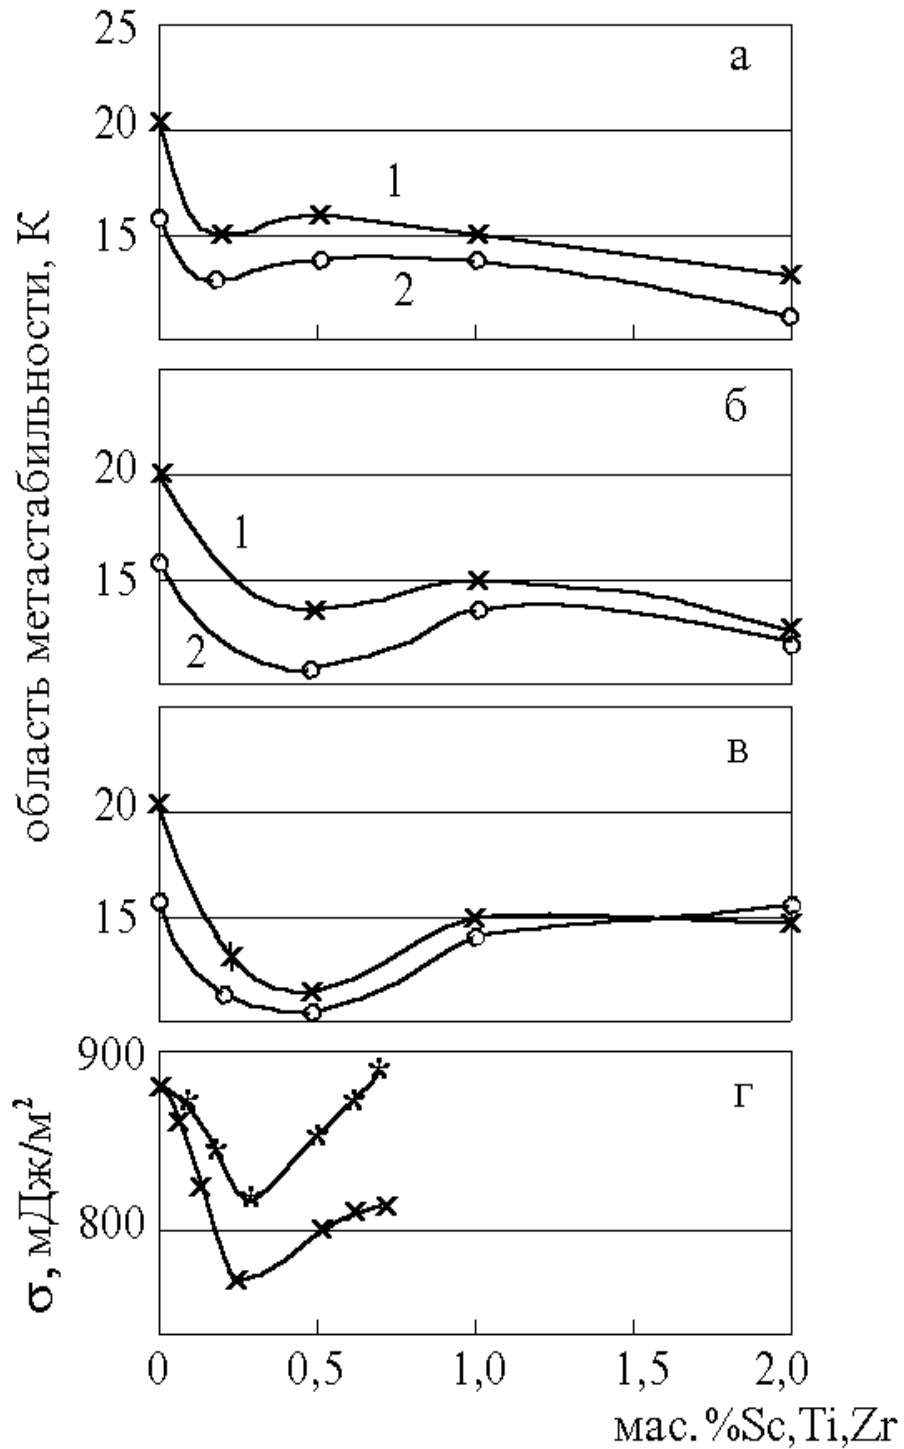 область метастабильности, К
25
20
15
а
1
2
20
15
б
1
2
20
15
в
σ, мДж/м²
900
800
г
0 0,5 1,0 1,5 2,0
мас.%Sc,Ti,Zr